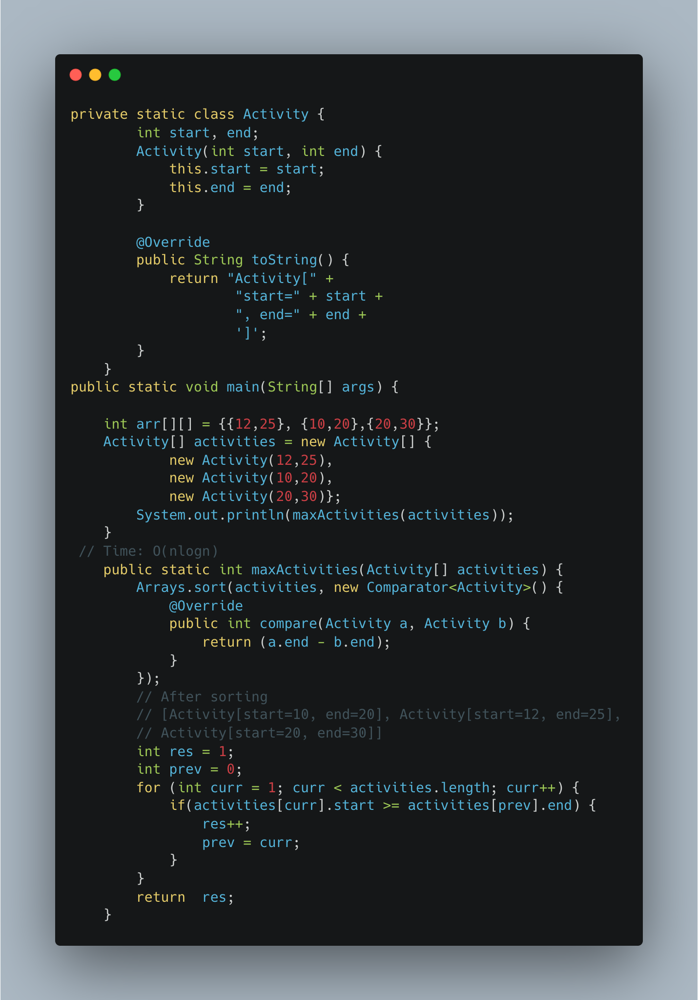 private static class Activity {
        int start, end;
        Activity(int start, int end) {
            this.start = start;
            this.end = end;
        }

        @Override
        public String toString() {
            return "Activity[" +
                    "start=" + start +
                    ", end=" + end +
                    ']';
        }
    }
public static void main(String[] args) {

    int arr[][] = {{12,25}, {10,20},{20,30}};
    Activity[] activities = new Activity[] {
            new Activity(12,25),
            new Activity(10,20),
            new Activity(20,30)};
        System.out.println(maxActivities(activities));
    }
 // Time: O(nlogn)
    public static int maxActivities(Activity[] activities) {
        Arrays.sort(activities, new Comparator<Activity>() {
            @Override
            public int compare(Activity a, Activity b) {
                return (a.end - b.end);
            }
        });
        // After sorting
        // [Activity[start=10, end=20], Activity[start=12, end=25],
        // Activity[start=20, end=30]]
        int res = 1;
        int prev = 0;
        for (int curr = 1; curr < activities.length; curr++) {
            if(activities[curr].start >= activities[prev].end) {
                res++;
                prev = curr;
            }
        }
        return  res;
    }